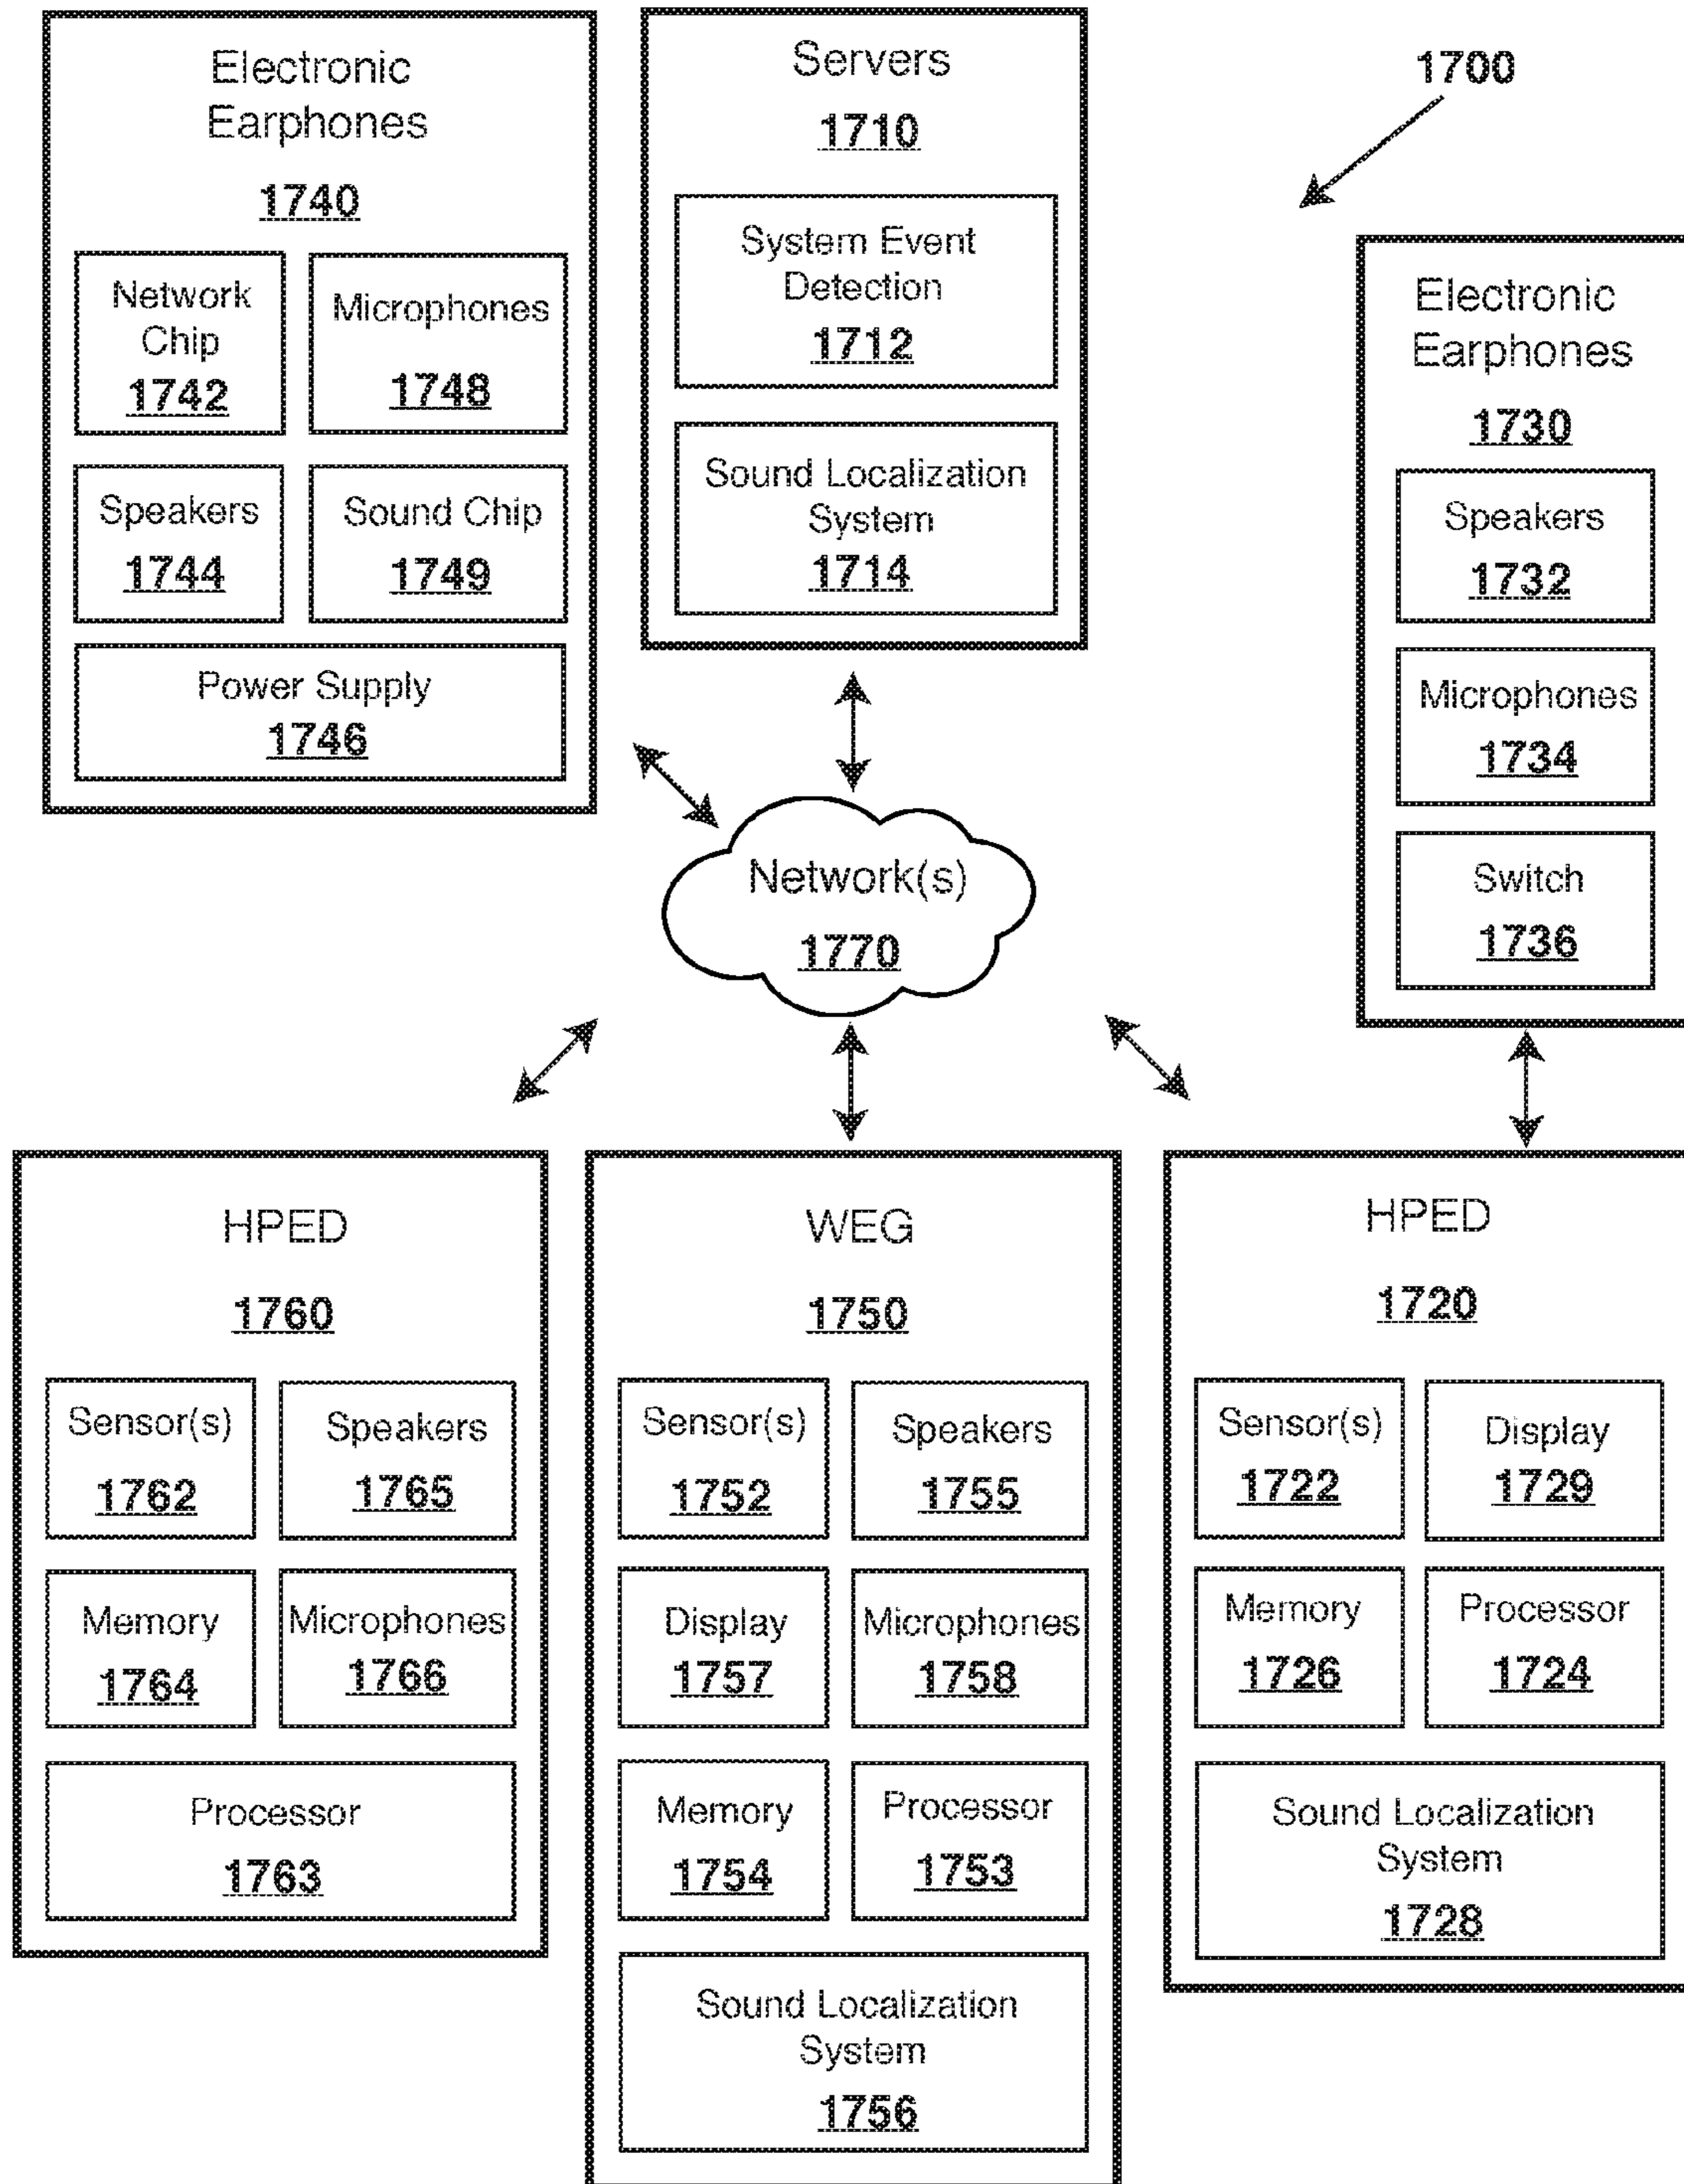 Electronic
Earphones
1740
Network
Chip
1742
Microphones
1748
Speakers
1744
Sound Chip
1749
Power Supply
1746
Servers
1710
System Event
Detection
1712
Sound Localization
System
1714
1700
Electronic
Earphones
1730
Speakers
1732
Microphones
1734
Switch
1736
Network(s)
1770
HPED
1760
Sensor(s)
1762
Speakers
1765
Memory
1764
Microphones
1766
Processor
1763
WEG
1750
Sensor(s)
1752
Speakers
1755
Display
1757
Microphones
1758
Memory
1754
Processor
1753
Sound Localization
System
1756
HPED
1720
Sensor(s)
1722
Display
1729
Memory
1726
Processor
1724
Sound Localization
System
1728